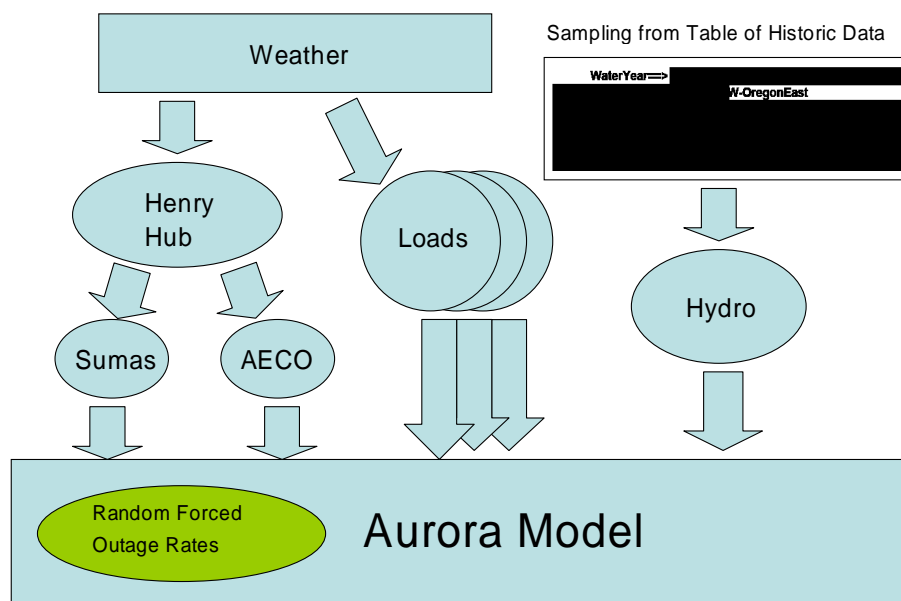 Weather
Sampling from Table of Historic Data
WaterYear==>
W-OregonEast
Henry
Hub
Loads
Hydro
Sumas
AECO
Random Forced
Outage Rates
Aurora Model